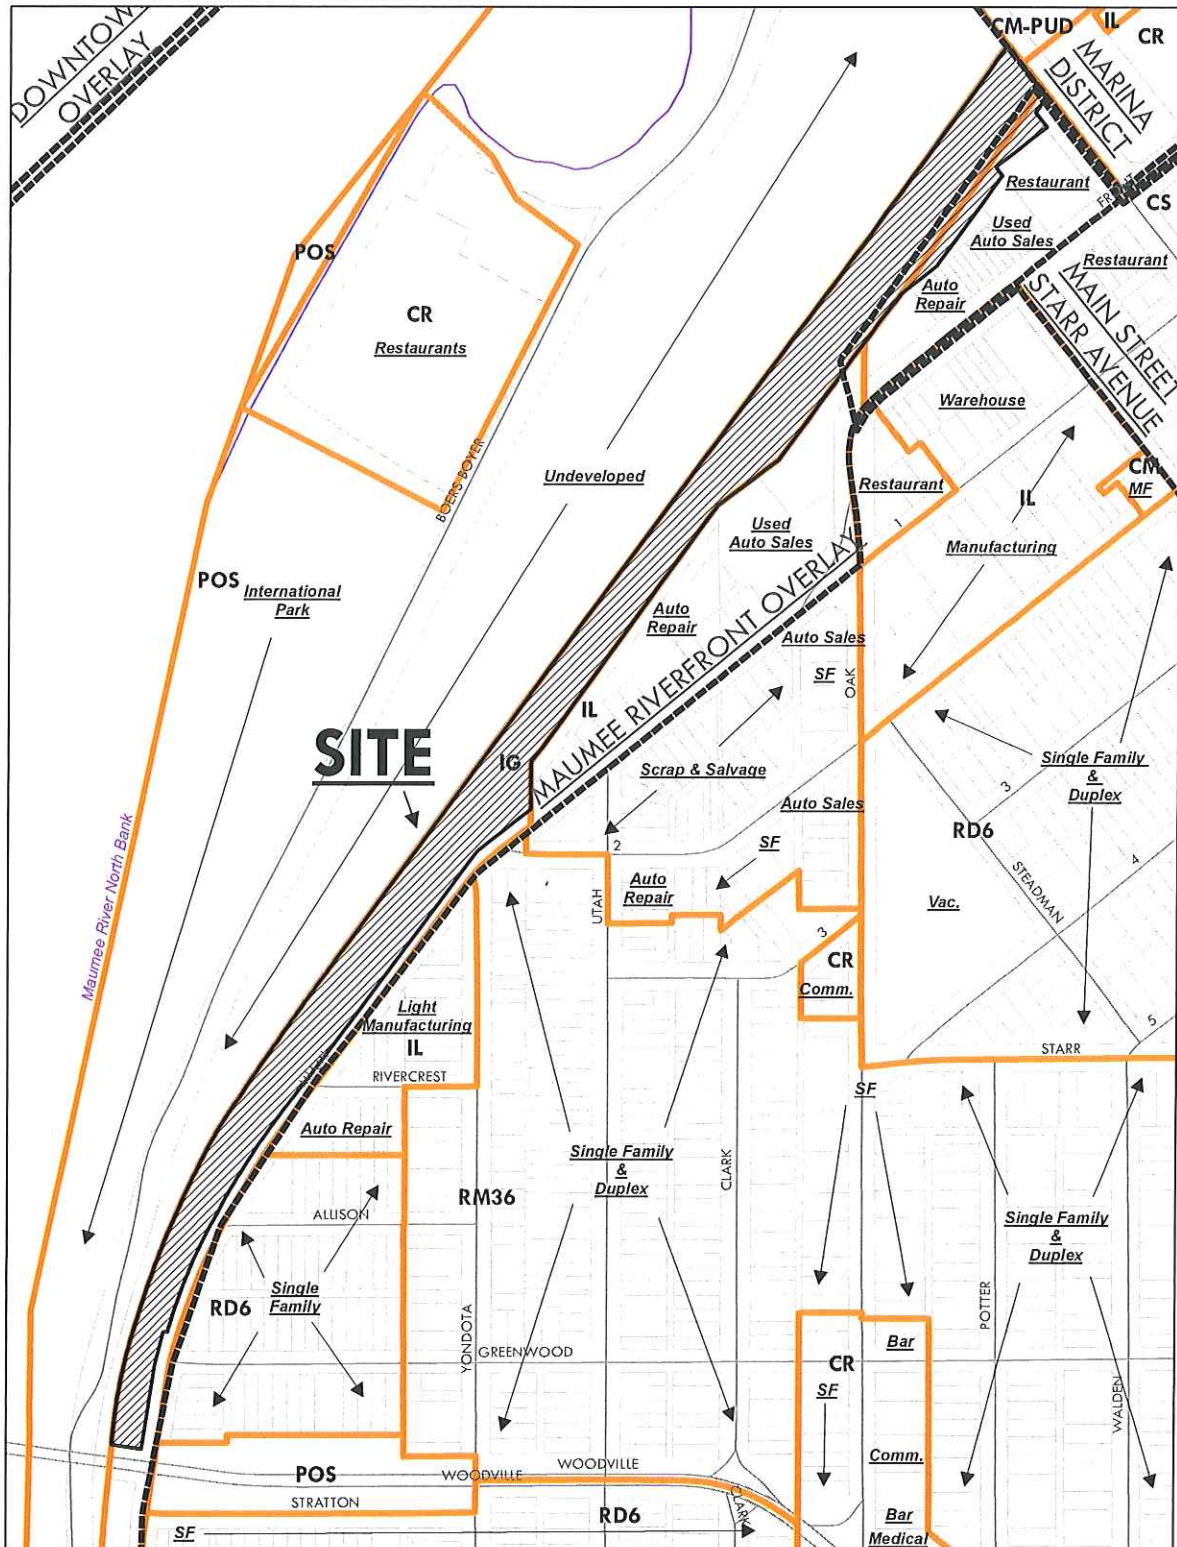 DOWNTOWN
OVERLAY
CM-PUD
IL
CR
MARINA
DISTRICT
Restaurant
CS
POS
Used
Auto Sales
Restaurant
CR
Restaurants
Auto
Repair
MAIN STREET
STARR AVENUE
Warehouse
BOERS BOYER
Undeveloped
CM
MF
Restaurant
IL
1
Used
Auto Sales
Manufacturing
POS
International
Park
Auto
Repair
MAUMEE RIVERFRONT OVERLAY
Auto Sales
SF
OAK
IL
SITE
IG
Scrap & Salvage
Single Family
&
Duplex
3
Auto Sales
RD6
2
SF
4
Auto
Repair
UTAH
STEADMAN
Vac.
Maumee River North Bank
3
CR
Comm.
Light
Manufacturing
IL
5
STARR
RIVERCREST
SF
Auto Repair
Single Family
&
Duplex
CLARK
RM36
ALLISON
Single Family
&
Duplex
Single
Family
RD6
POTTER
YONDOTA
GREENWOOD
Bar
CR
SF
WALDEN
Comm.
POS
WOODVILLE
WOODVILLE
STRATTON
CLARK
RD6
SF
Bar
Medical